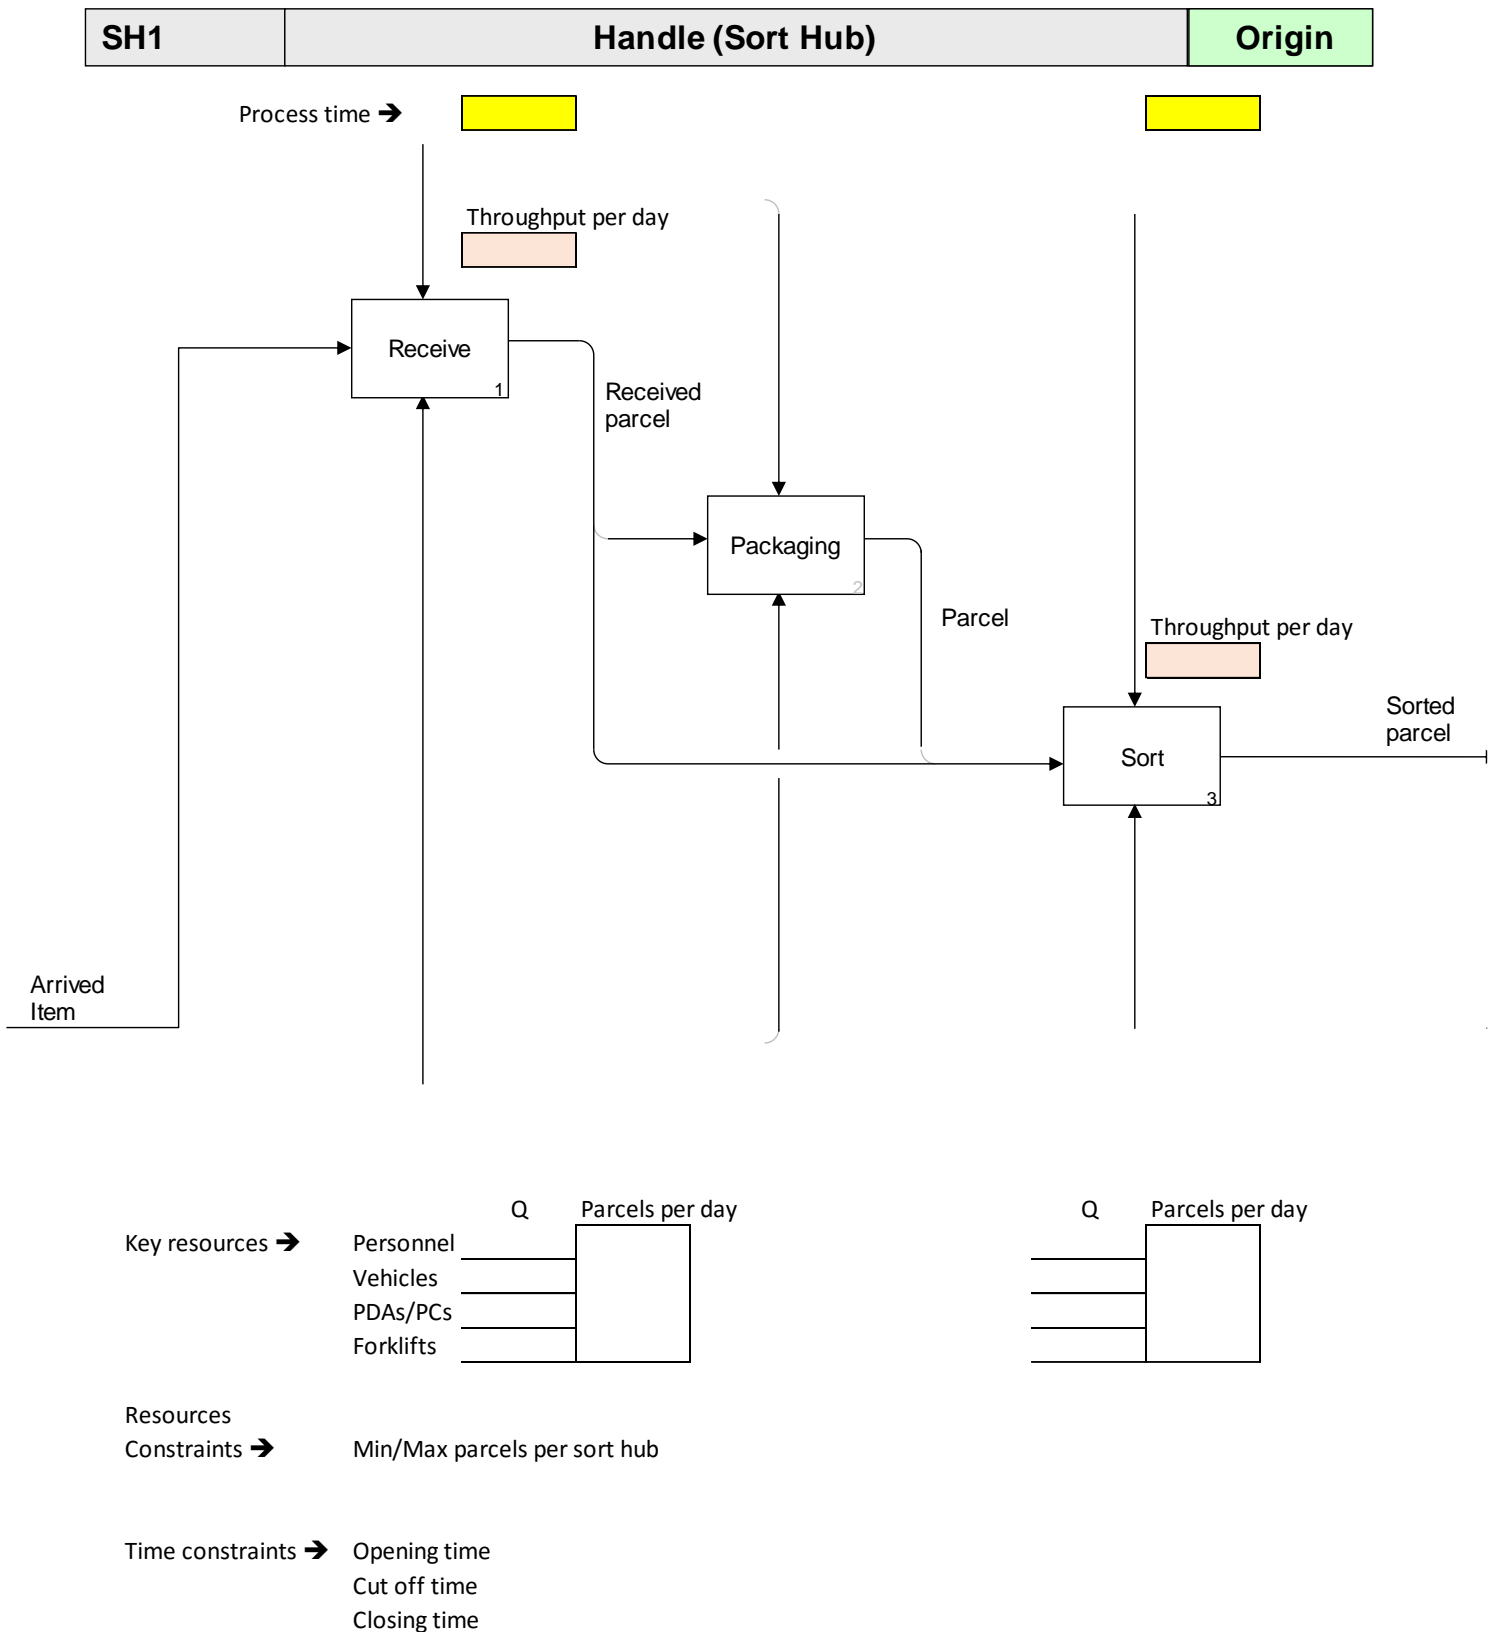 SH1 Handle (Sort Hub) Origin
Process time ➔
Throughput per day
Receive
1
Received
parcel
Packaging
2
Parcel
Throughput per day
Sort
3
Sorted
parcel
Arrived
Item
Q Parcels per day Q Parcels per day
Key resources ➔ Personnel
Vehicles
PDAs/PCs
Forklifts
Resources
Constraints ➔ Min/Max parcels per sort hub
Time constraints ➔ Opening time
Cut off time
Closing time